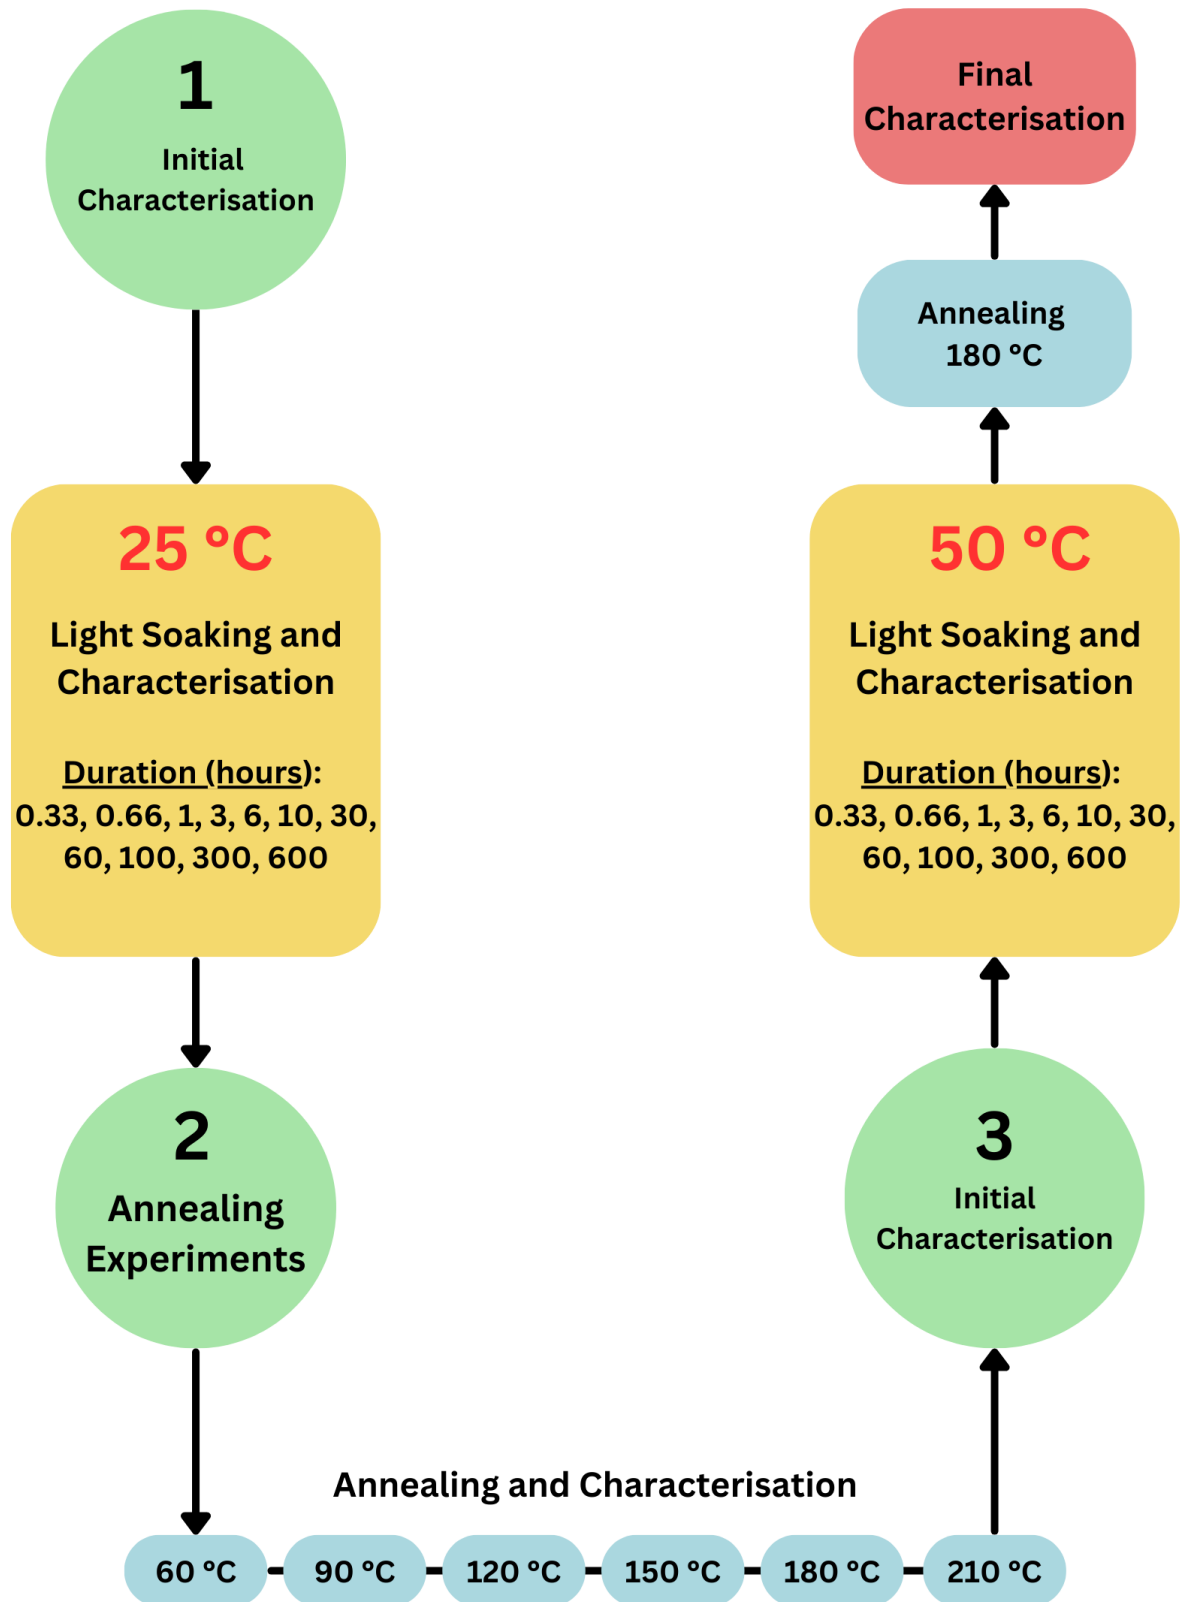 1
Initial
Characterisation
25 °C
Light Soaking and
Characterisation
Duration (hours):
0.33, 0.66, 1, 3, 6, 10, 30,
60, 100, 300, 600
2
Annealing
Experiments
Annealing and Characterisation
60 °C
90 °C
120 °C
150 °C
180 °C
210 °C
3
Initial
Characterisation
50 °C
Light Soaking and
Characterisation
Duration (hours):
0.33, 0.66, 1, 3, 6, 10, 30,
60, 100, 300, 600
Annealing
180 °C
Final
Characterisation